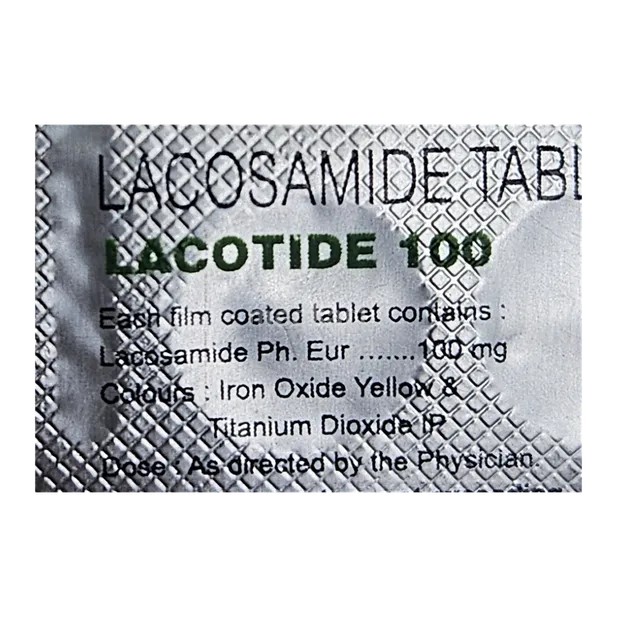 LACOSAMIDE TABL
LACOTIDE 100
Each film coated tablet contains :
Lacosamide Ph. Eur .......100 mg
Colours : Iron Oxide Yellow &
Titanium Dioxide IP
Dose : As directed by the Physician.